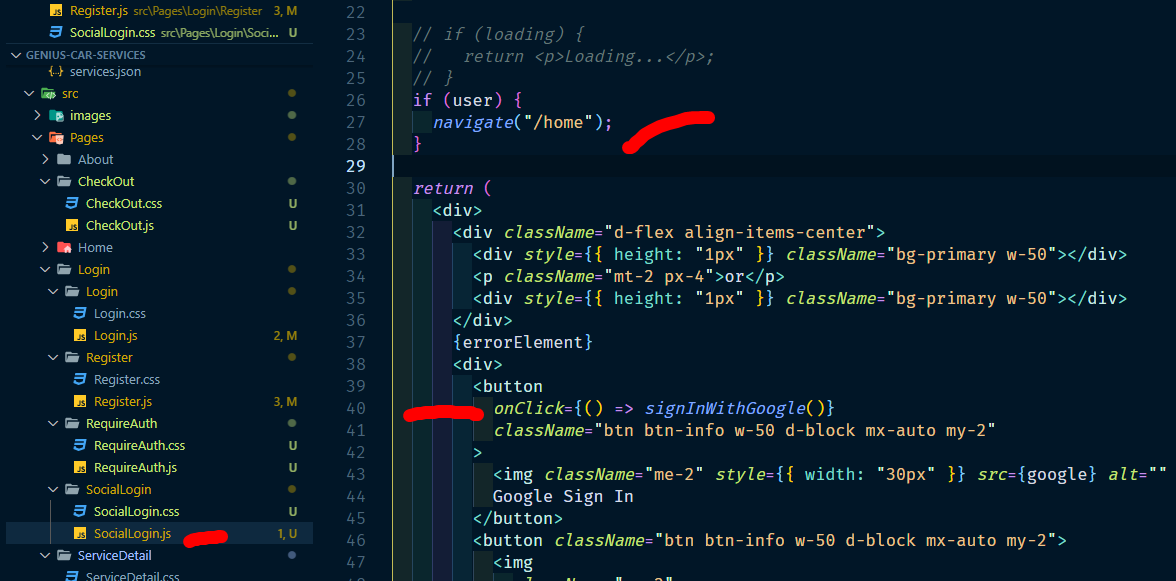 Register.js src\Pages\Login\Register 3, M
SocialLogin.css src\Pages\Login\Soci... U
GENIUS-CAR-SERVICES
{..} services.json
src
images
Pages
About
CheckOut
CheckOut.css U
CheckOut.js U
Home
Login
Login
Login.css
Login.js 2, M
Register
Register.css
Register.js 3, M
RequireAuth
RequireAuth.css U
RequireAuth.js U
SocialLogin
SocialLogin.css U
SocialLogin.js 1, U
ServiceDetail
ServiceDetail.css
22
23 // if (loading) {
24 //   return <p>Loading...</p>;
25 // }
26 if (user) {
27   navigate("/home");
28 }
29
30 return (
31   <div>
32     <div className="d-flex align-items-center">
33       <div style={{ height: "1px" }} className="bg-primary w-50"></div>
34       <p className="mt-2 px-4">or</p>
35       <div style={{ height: "1px" }} className="bg-primary w-50"></div>
36     </div>
37     {errorElement}
38     <div>
39       <button
40         onClick={() => signInWithGoogle()}
41         className="btn btn-info w-50 d-block mx-auto my-2"
42       >
43         <img className="me-2" style={{ width: "30px" }} src={google} alt=""
44         Google Sign In
45       </button>
46       <button className="btn btn-info w-50 d-block mx-auto my-2">
47         <img